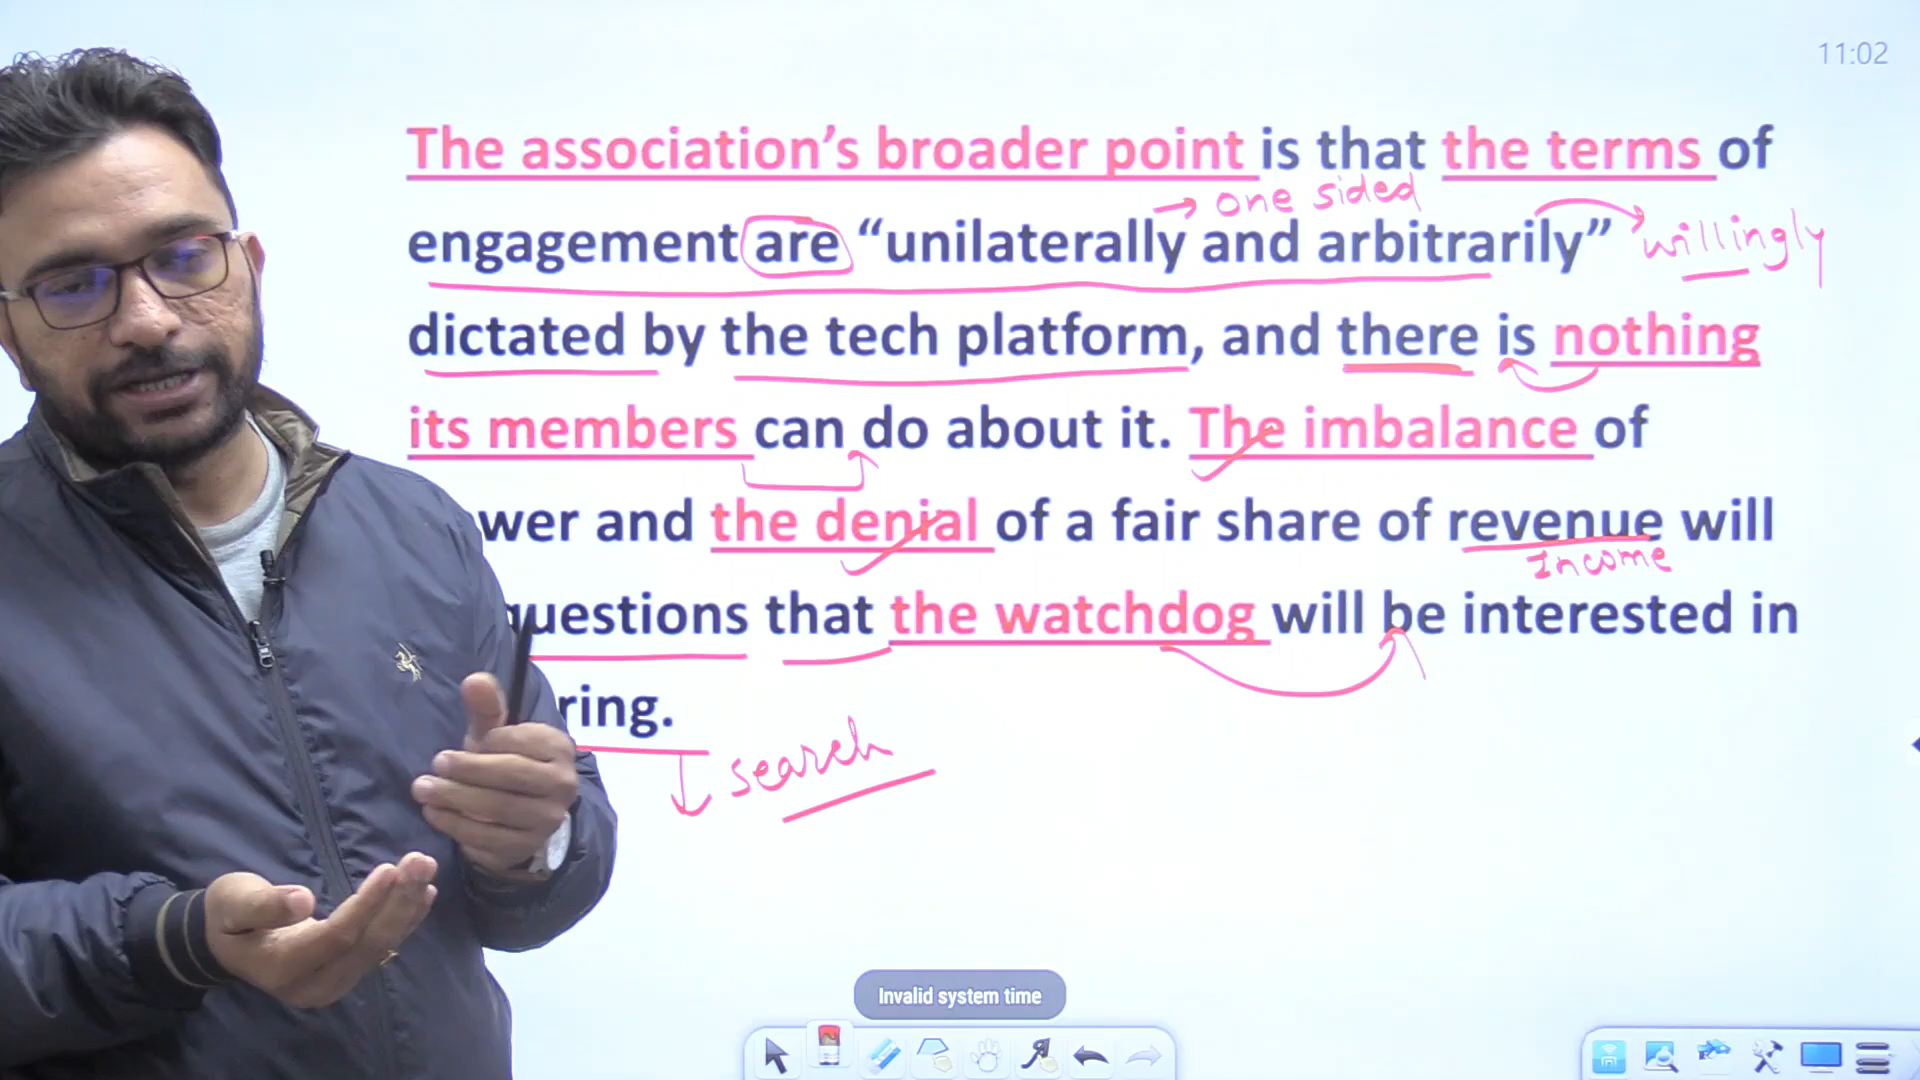 11:02
The association's broader point is that the terms of
→ one sided
engagement are “unilaterally and arbitrarily”
willingly
dictated by the tech platform, and there is nothing
its members can do about it. The imbalance of
wer and the denial of a fair share of revenue will
Income
questions that the watchdog will be interested in
ring.
search
Invalid system time